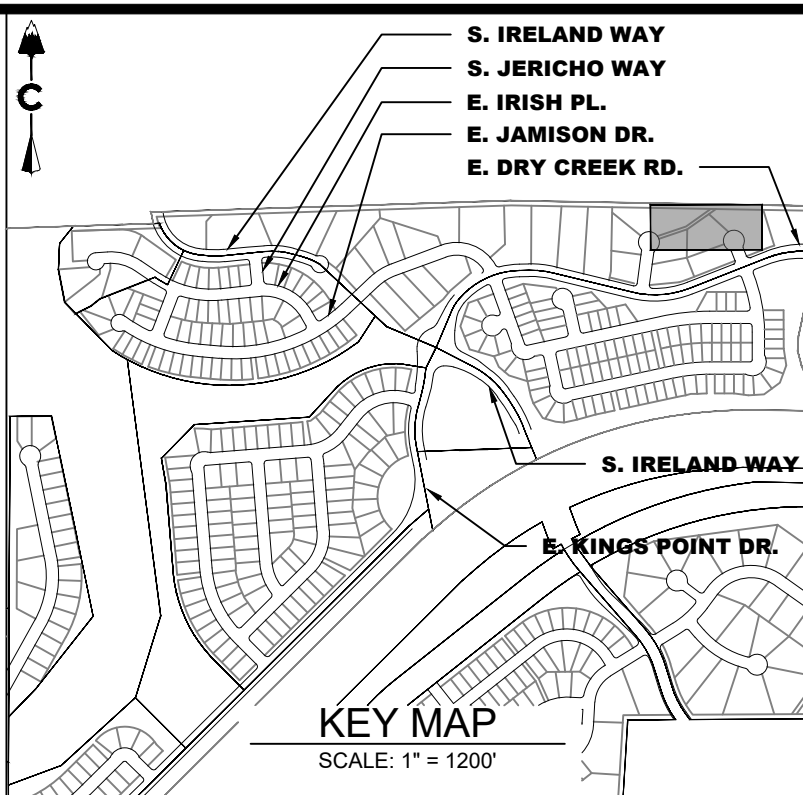 S. IRELAND WAY
S. JERICHO WAY
E. IRISH PL.
E. JAMISON DR.
E. DRY CREEK RD.
C
S. IRELAND WAY
E. KINGS POINT DR.
KEY MAP
SCALE: 1" = 1200'